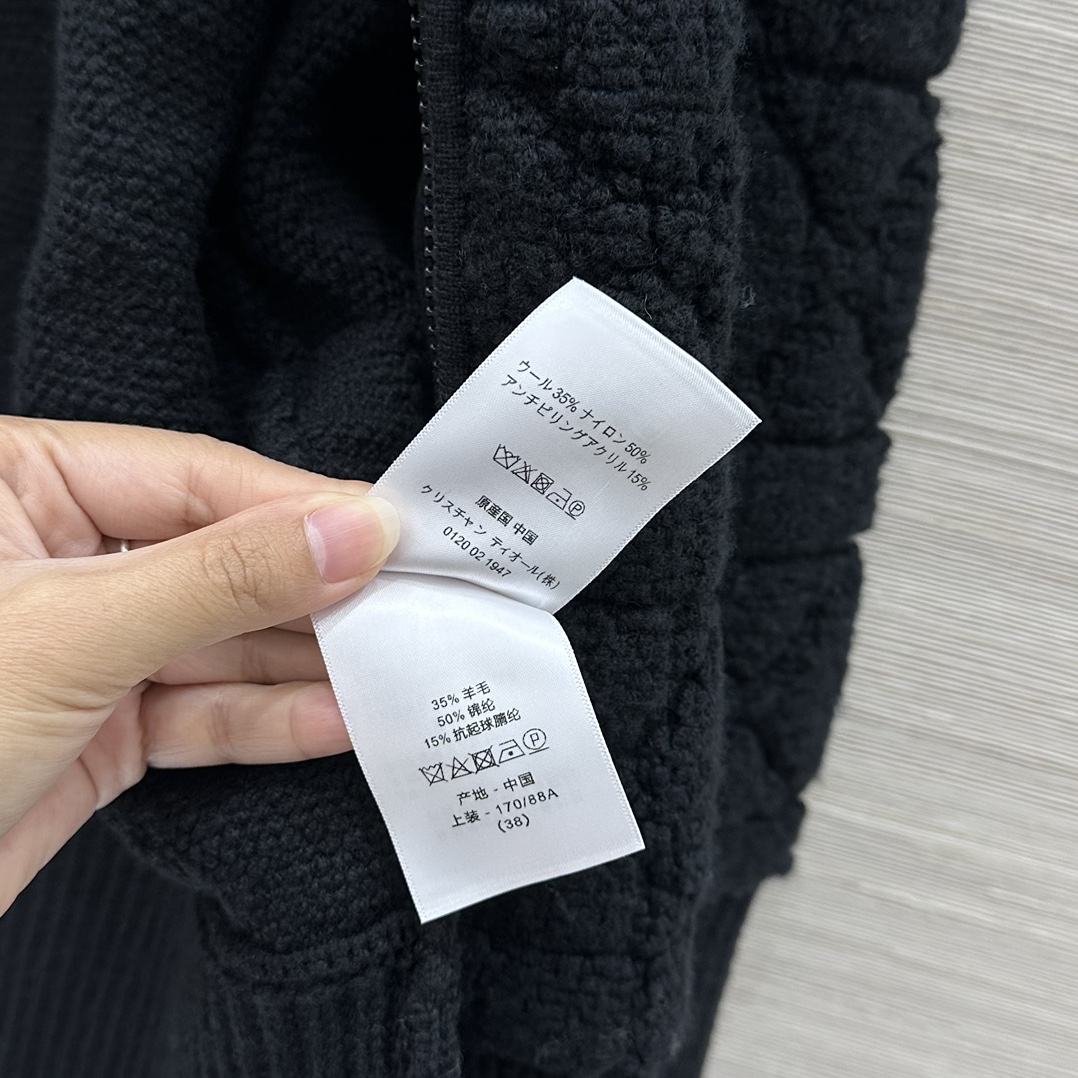 ウール 35% ナイロン 50%
アンチピリングアクリル 15%
P
原産国 中国
クリスチャン ディオール(株)
0120 02 1947
35% 羊毛
50% 锦纶
15% 抗起球腈纶
P
产地 - 中国
上装 - 170/88A
(38)